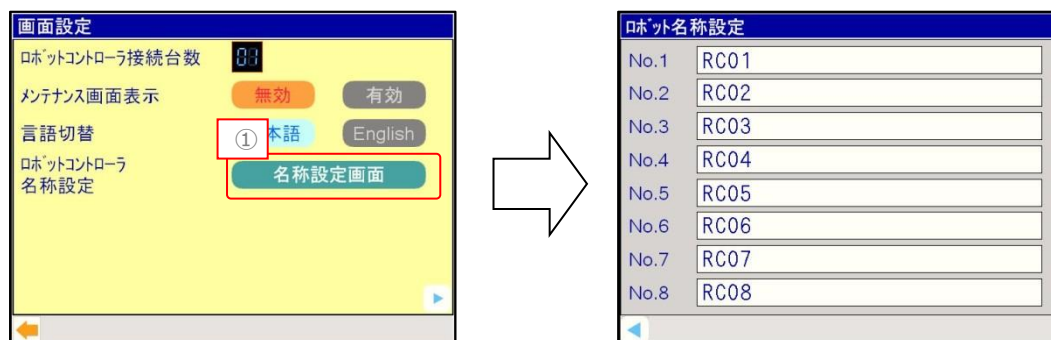 画面設定
ロボットコントローラ接続台数 01
メンテナンス画面表示 無効 有効
言語切替 ① 本語 English
ロボットコントローラ
名称設定 名称設定画面
ロボット名称設定
No.1 RC01
No.2 RC02
No.3 RC03
No.4 RC04
No.5 RC05
No.6 RC06
No.7 RC07
No.8 RC08